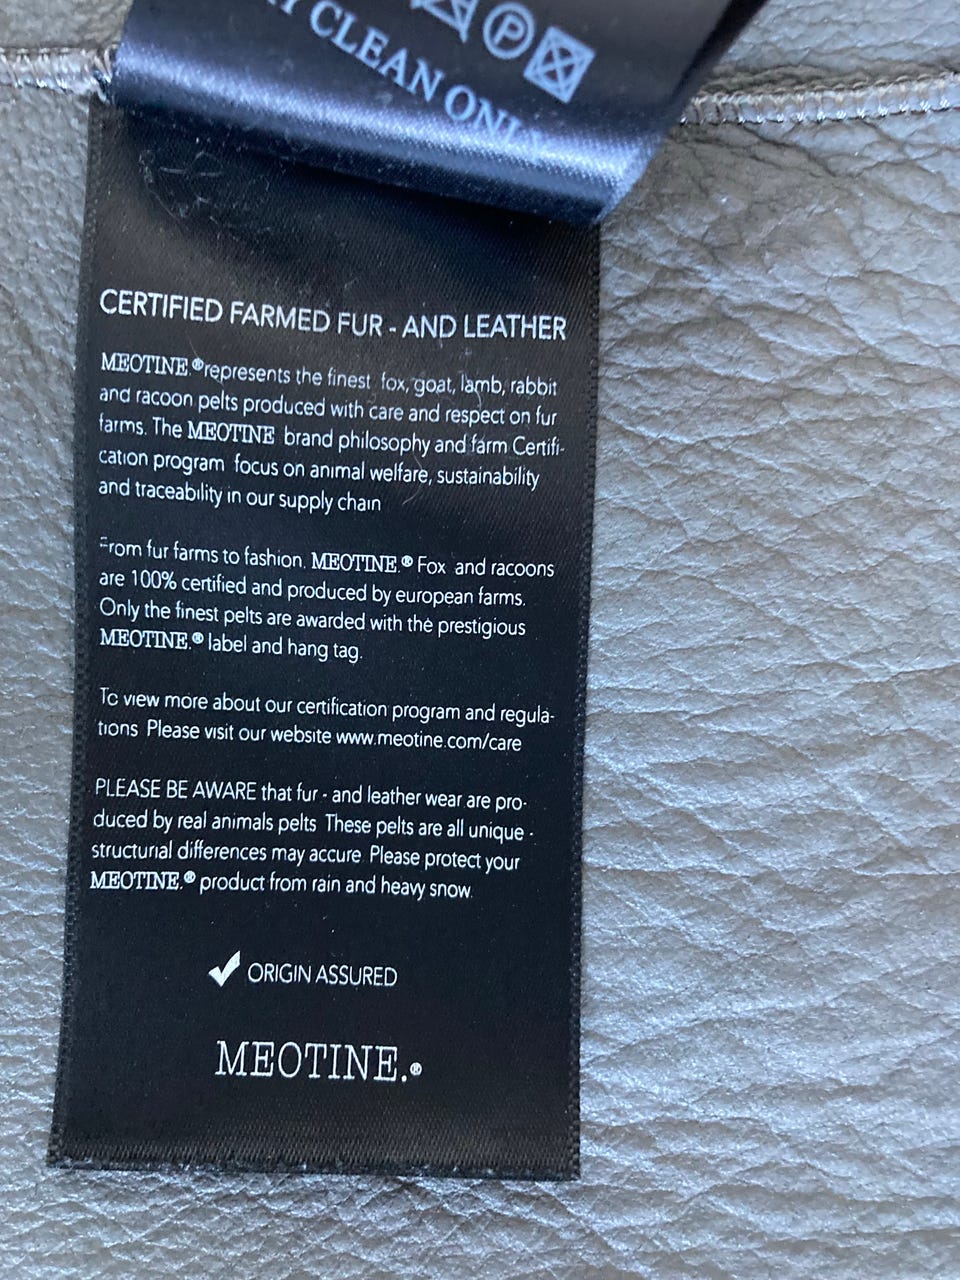 P
CLEAN ONLY
CERTIFIED FARMED FUR - AND LEATHER
MEOTINE.® represents the finest fox, goat, lamb, rabbit
and racoon pelts produced with care and respect on fur
farms. The MEOTINE brand philosophy and farm Certifi-
cation program focus on animal welfare, sustainability
and traceability in our supply chain
From fur farms to fashion. MEOTINE.® Fox and racoons
are 100% certified and produced by european farms.
Only the finest pelts are awarded with the prestigious
MEOTINE.® label and hang tag.
To view more about our certification program and regula-
tions Please visit our website www.meotine.com/care
PLEASE BE AWARE that fur - and leather wear are pro-
duced by real animals pelts These pelts are all unique -
structurial differences may accure Please protect your
MEOTINE.® product from rain and heavy snow.
ORIGIN ASSURED
MEOTINE.®